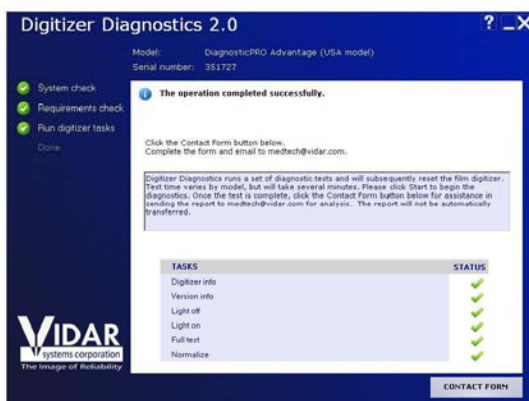 Digitizer Diagnostics 2.0
? _ X
Model: DiagnosticPRO Advantage (USA model)
Serial number: 351727
System check
Requirements check
Run digitizer tasks
Done
The operation completed successfully.
Click the Contact Form button below.
Complete the form and email to medtech@vidar.com.
Digitizer Diagnostics runs a set of diagnostic tests and will subsequently reset the film digitizer.
Test time varies by model, but will take several minutes. Please click Start to begin the
diagnostics. Once the test is complete, click the Contact Form button below for assistance in
sending the report to medtech@vidar.com for analysis. The report will not be automatically
transferred.
TASKS STATUS
Digitizer info
Version info
Light off
Light on
Full test
Normalize
VIDAR
systems corporation
The Image of Reliability
CONTACT FORM